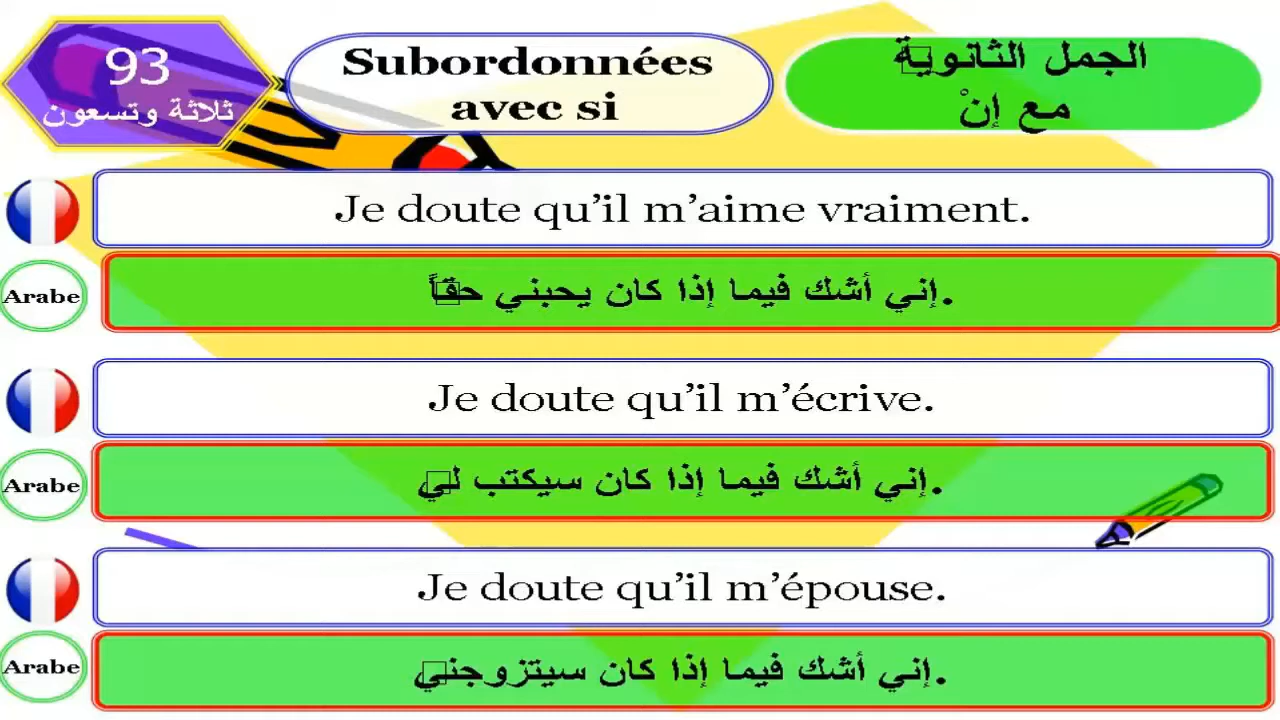 93
ثلاثة وتسعون
Subordonnées
avec si
الجمل الثانوية
مع إنْ
Je doute qu’il m’aime vraiment.
Arabe
إني أشك فيما إذا كان يحبني حقاً.
Je doute qu’il m’écrive.
Arabe
إني أشك فيما إذا كان سيكتب لي.
Je doute qu’il m’épouse.
Arabe
إني أشك فيما إذا كان سيتزوجني.